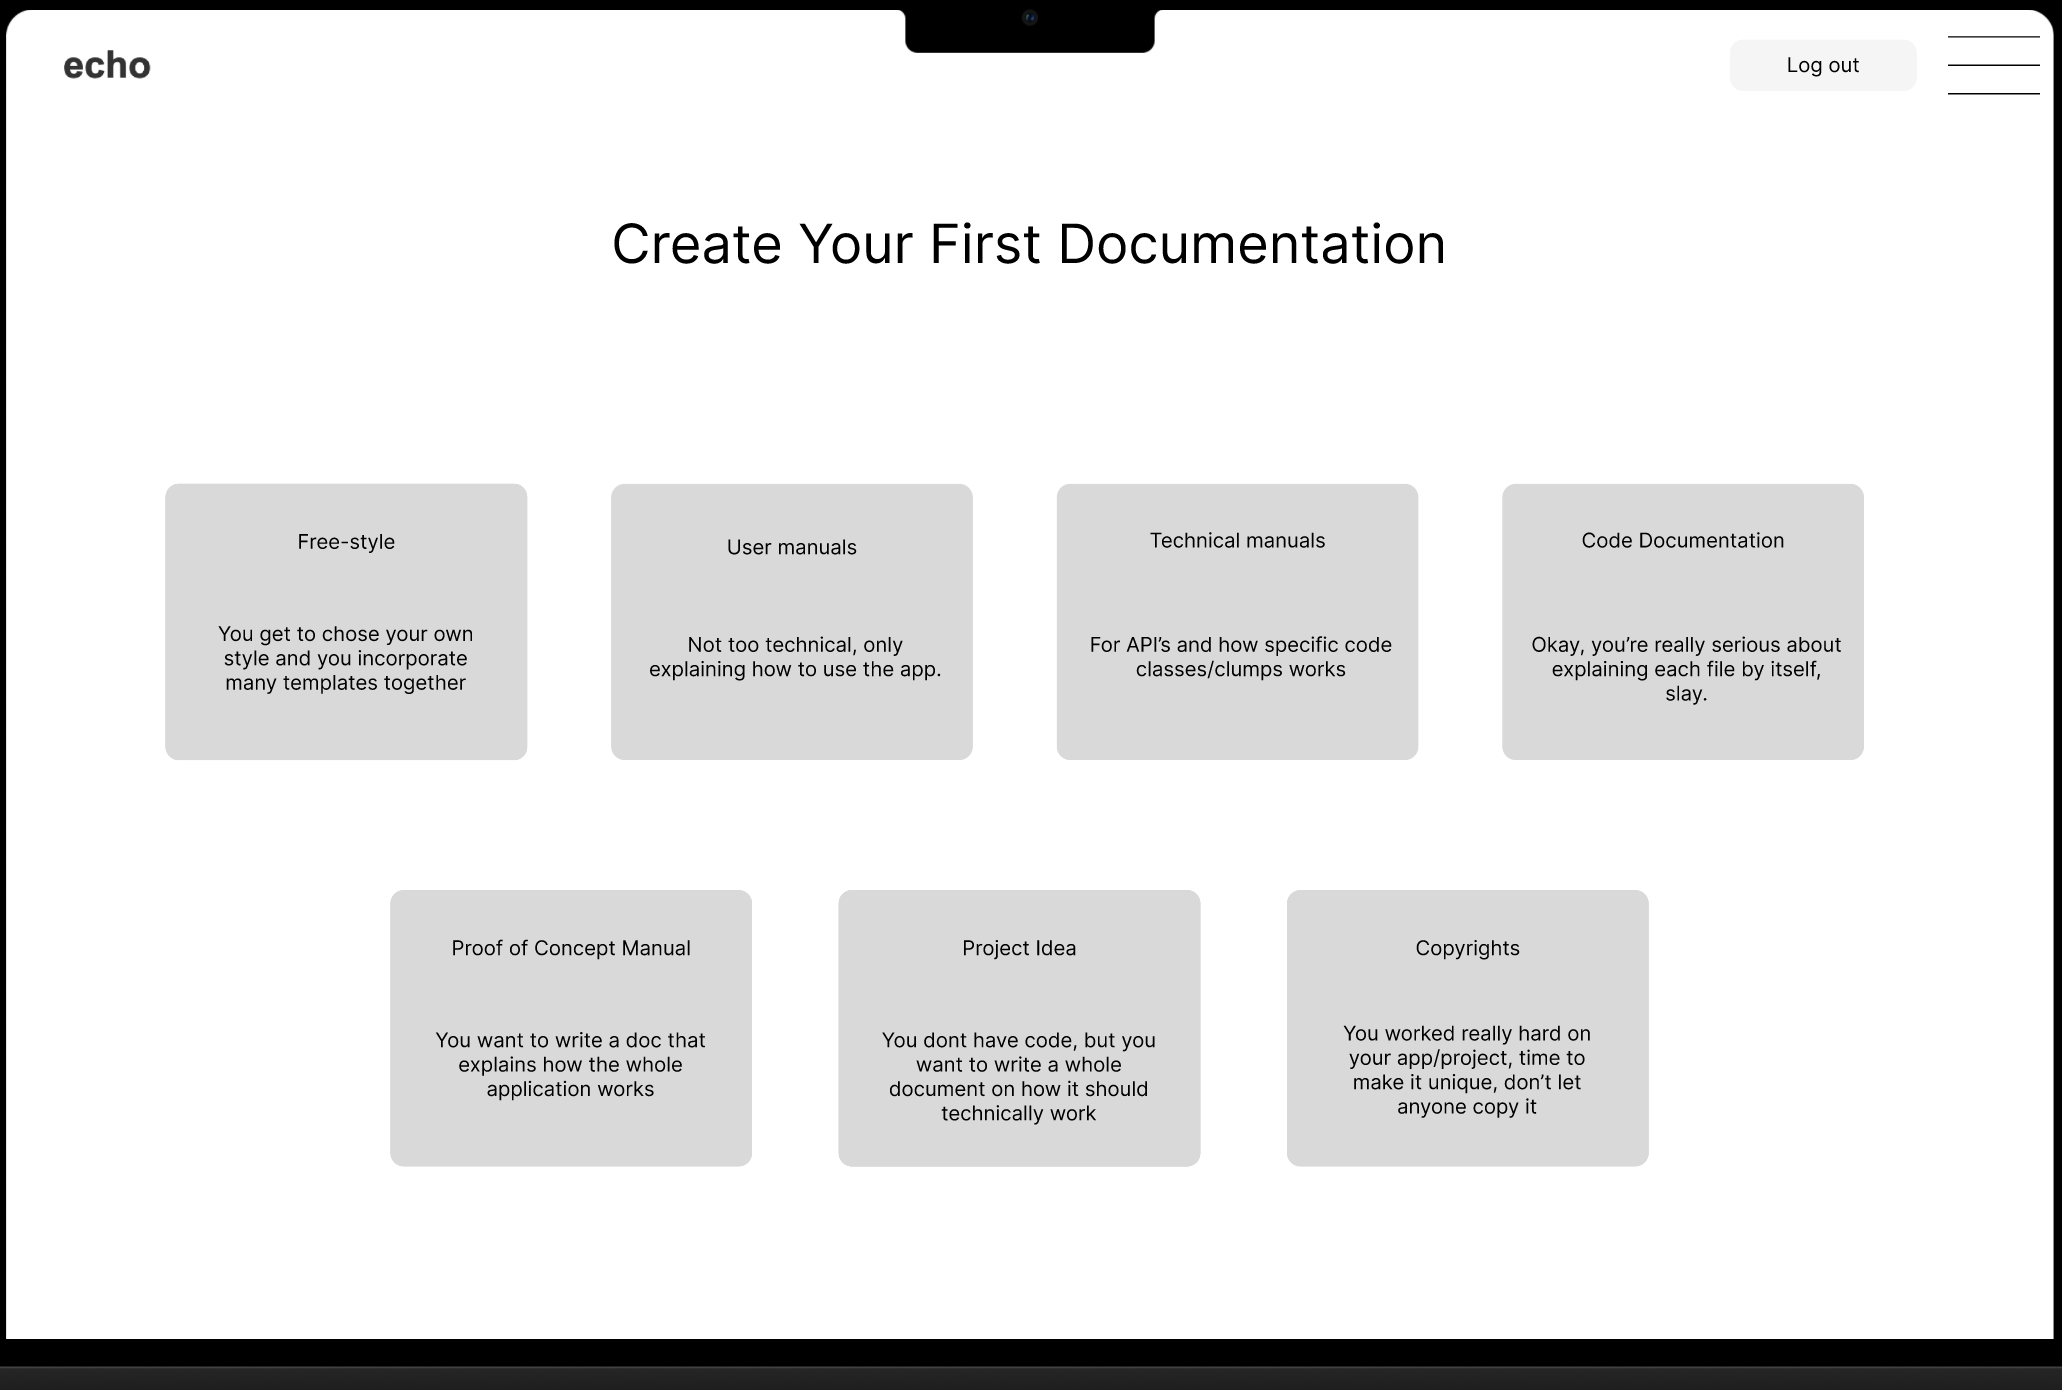 echo
Log out
Create Your First Documentation
Free-style
You get to chose your own
style and you incorporate
many templates together
User manuals
Not too technical, only
explaining how to use the app.
Technical manuals
For API’s and how specific code
classes/clumps works
Code Documentation
Okay, you’re really serious about
explaining each file by itself,
slay.
Proof of Concept Manual
You want to write a doc that
explains how the whole
application works
Project Idea
You dont have code, but you
want to write a whole
document on how it should
technically work
Copyrights
You worked really hard on
your app/project, time to
make it unique, don’t let
anyone copy it